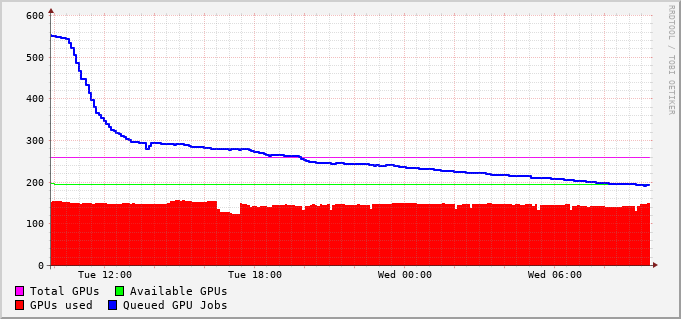 600
500
400
300
200
100
0
Tue 12:00 Tue 18:00 Wed 00:00 Wed 06:00
Total GPUs Available GPUs
GPUs used Queued GPU Jobs
RRDTOOL / TOBI OETIKER